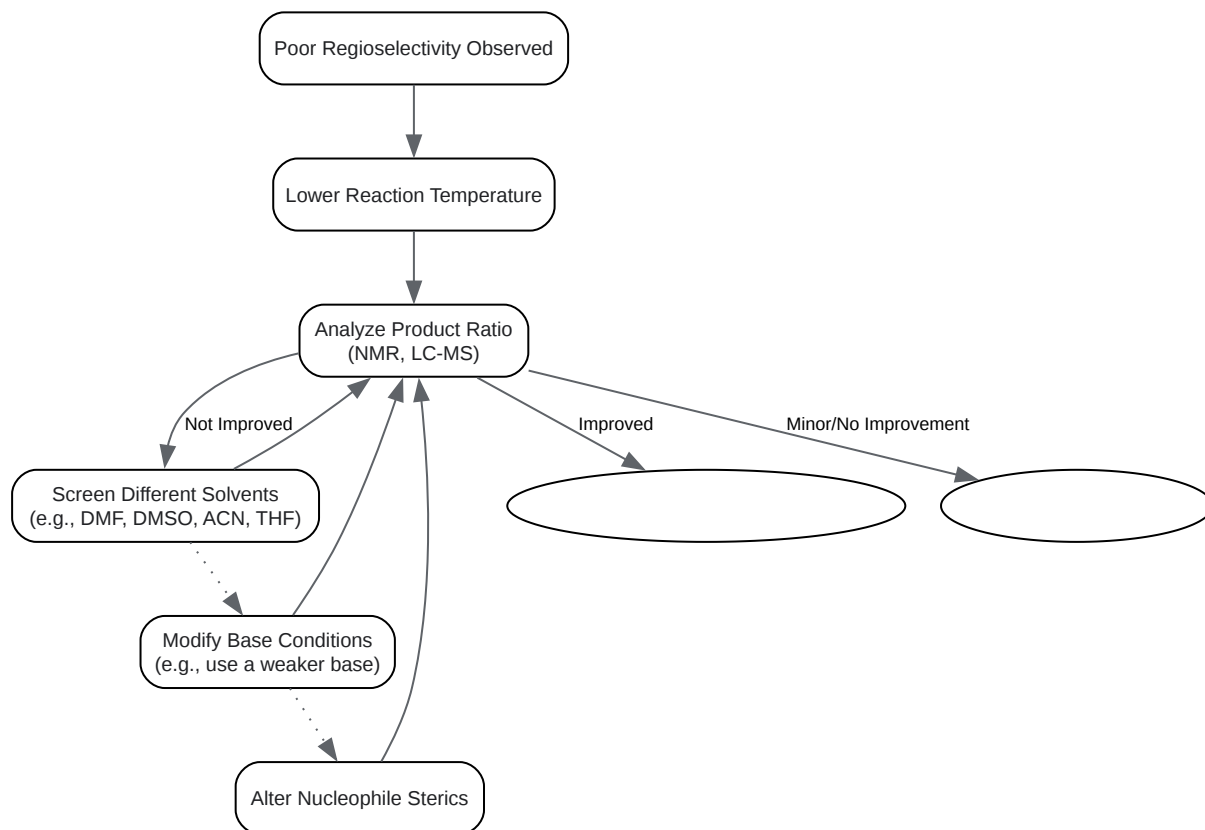 Poor Regioselectivity Observed
Lower Reaction Temperature
Analyze Product Ratio
(NMR, LC-MS)
Not Improved
Improved
Minor/No Improvement
Screen Different Solvents
(e.g., DMF, DMSO, ACN, THF)
Modify Base Conditions
(e.g., use a weaker base)
Alter Nucleophile Sterics